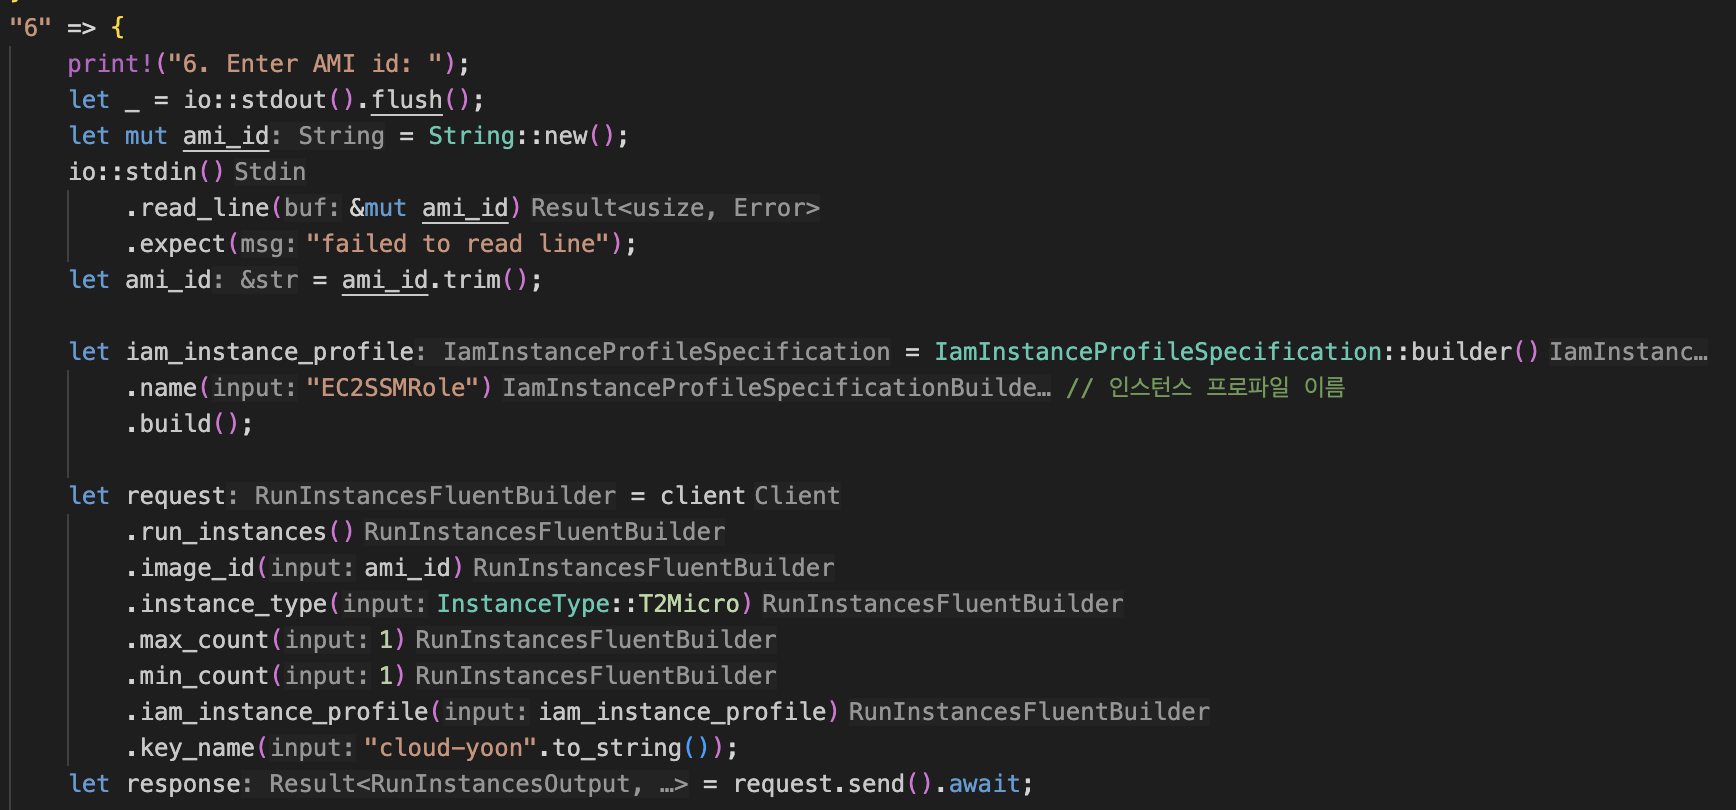 "6" => {
print!("6. Enter AMI id: ");
let _ = io::stdout().flush();
let mut ami_id: String = String::new();
io::stdin() Stdin
.read_line(buf: &mut ami_id) Result<usize, Error>
.expect(msg: "failed to read line");
let ami_id: &str = ami_id.trim();
let iam_instance_profile: IamInstanceProfileSpecification = IamInstanceProfileSpecification::builder() IamInstanc…
.name(input: "EC2SSMRole") IamInstanceProfileSpecificationBuilde… // 인스턴스 프로파일 이름
.build();
let request: RunInstancesFluentBuilder = client Client
.run_instances() RunInstancesFluentBuilder
.image_id(input: ami_id) RunInstancesFluentBuilder
.instance_type(input: InstanceType::T2Micro) RunInstancesFluentBuilder
.max_count(input: 1) RunInstancesFluentBuilder
.min_count(input: 1) RunInstancesFluentBuilder
.iam_instance_profile(input: iam_instance_profile) RunInstancesFluentBuilder
.key_name(input: "cloud-yoon".to_string());
let response: Result<RunInstancesOutput, …> = request.send().await;